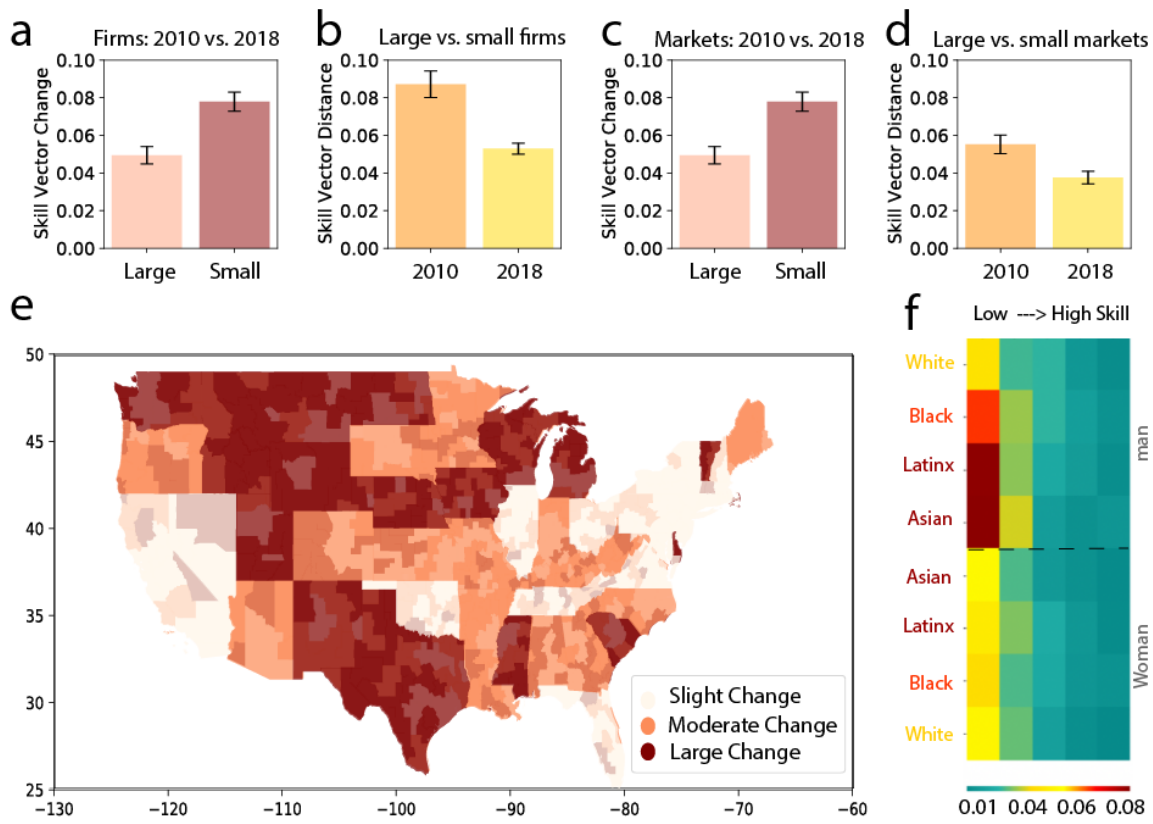 a
Firms: 2010 vs. 2018
Skill Vector Change
0.10
0.08
0.06
0.04
0.02
0.00
Large
Small
b
Large vs. small firms
Skill Vector Distance
0.10
0.08
0.06
0.04
0.02
0.00
2010
2018
c
Markets: 2010 vs. 2018
Skill Vector Change
0.10
0.08
0.06
0.04
0.02
0.00
Large
Small
d
Large vs. small markets
Skill Vector Distance
0.10
0.08
0.06
0.04
0.02
0.00
2010
2018
e
50
45
40
35
30
25
−130
−120
−110
−100
−90
−80
−70
−60
Slight Change
Moderate Change
Large Change
f
Low ---> High Skill
White
Black
Latinx
Asian
Asian
Latinx
Black
White
man
Woman
0.01 0.04 0.06 0.08